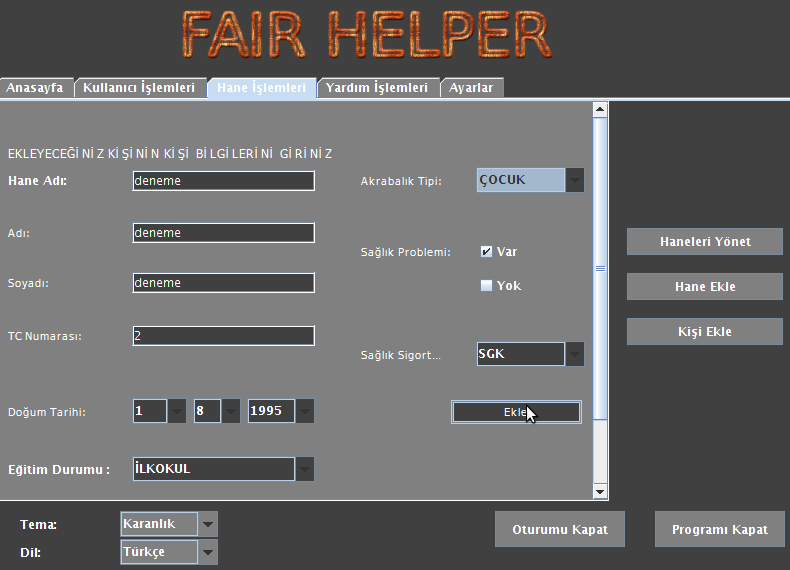 FAIR HELPER
Anasayfa Kullanıcı İşlemleri Hane İşlemleri Yardım İşlemleri Ayarlar
EKLEYECEĞİNİZ KİŞİNİN KİŞİ BİLGİLERİNİ GİRİNİZ
Hane Adı: deneme Akrabalık Tipi: ÇOCUK
Adı: deneme Sağlık Problemi: Var
Haneleri Yönet
Soyadı: deneme Yok
Hane Ekle
TC Numarası: 2
Kişi Ekle
Sağlık Sigort... SGK
Doğum Tarihi: 1 8 1995 Ekle
Eğitim Durumu : İLKOKUL
Tema: Karanlık
Oturumu Kapat Programı Kapat
Dil: Türkçe